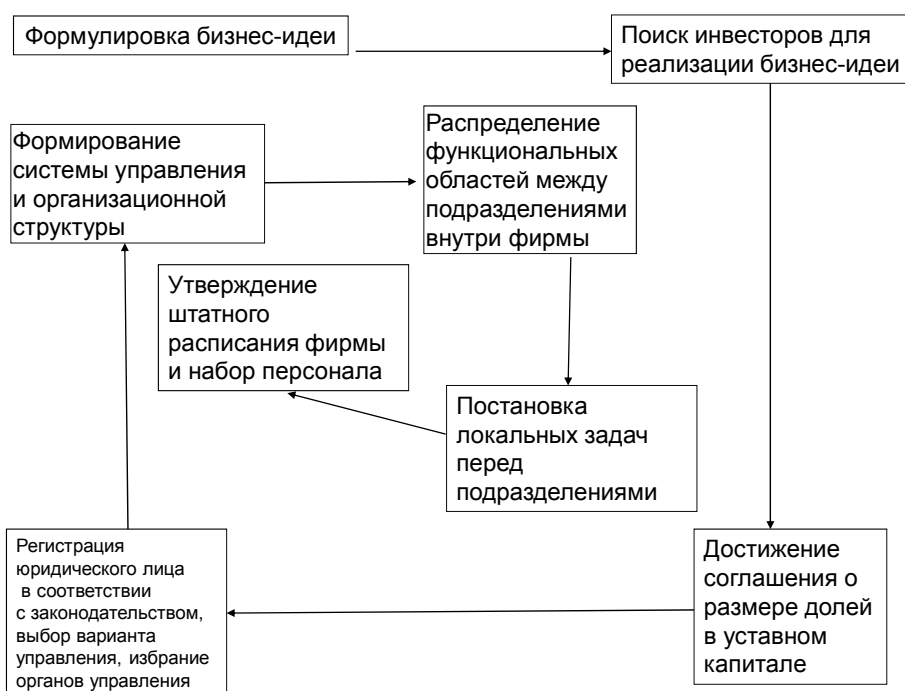 Формулировка бизнес-идеи
Поиск инвесторов для
реализации бизнес-идеи
Формирование
системы управления
и организационной
структуры
Распределение
функциональных
областей между
подразделениями
внутри фирмы
Утверждение
штатного
расписания фирмы
и набор персонала
Постановка
локальных задач
перед
подразделениями
Регистрация
юридического лица
в соответствии
с законодательством,
выбор варианта
управления, избрание
органов управления
Достижение
соглашения о
размере долей
в уставном
капитале